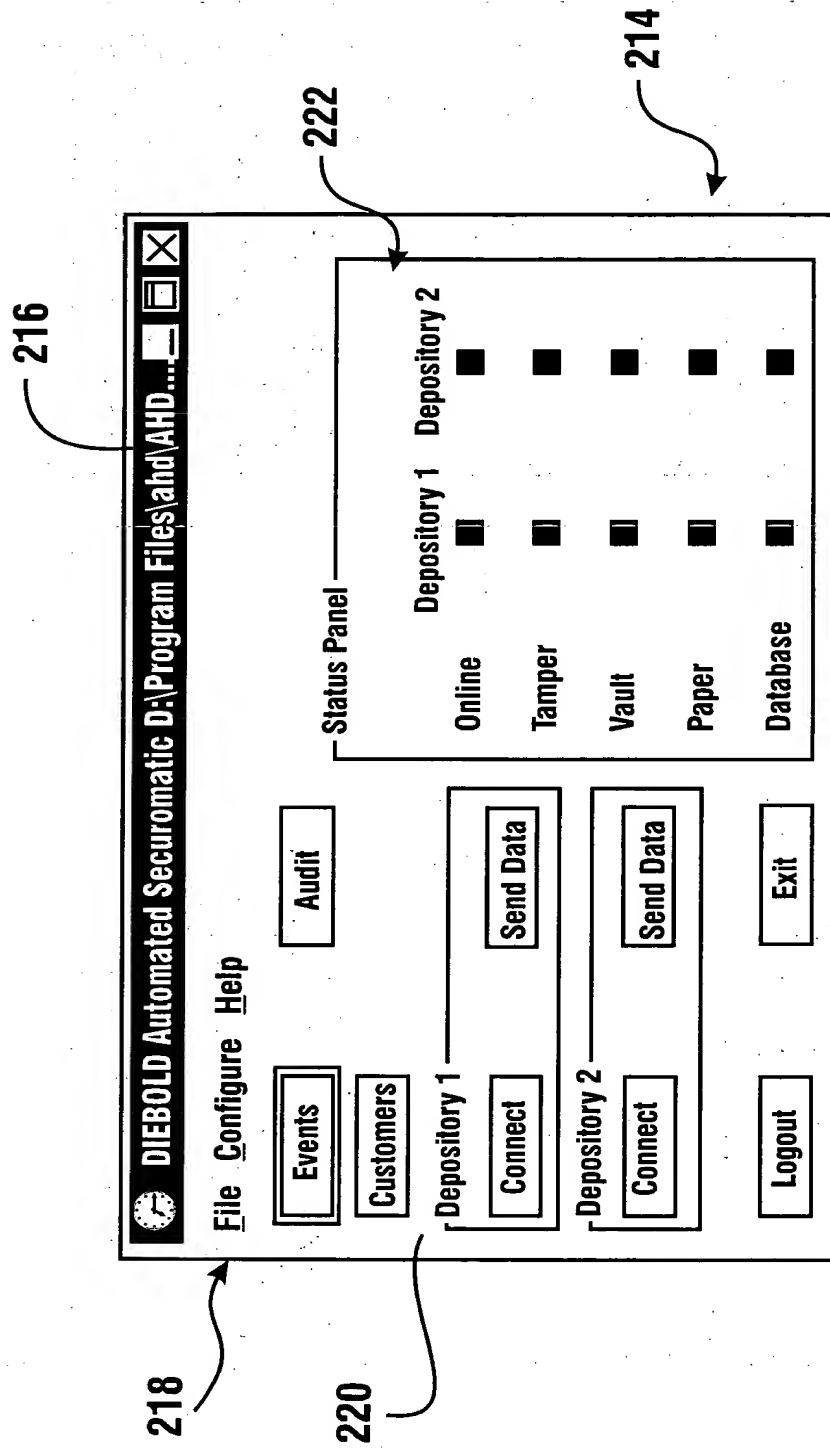 216
DIEBOLD Automated Securomatic D:\Program Files\ahd\AHD....
218
File Configure Help
Events
Audit
Customers
220
Depository 1
Connect
Send Data
Depository 2
Connect
Send Data
Logout
Exit
222
Status Panel
Depository 1 Depository 2
Online
Tamper
Vault
Paper
Database
214